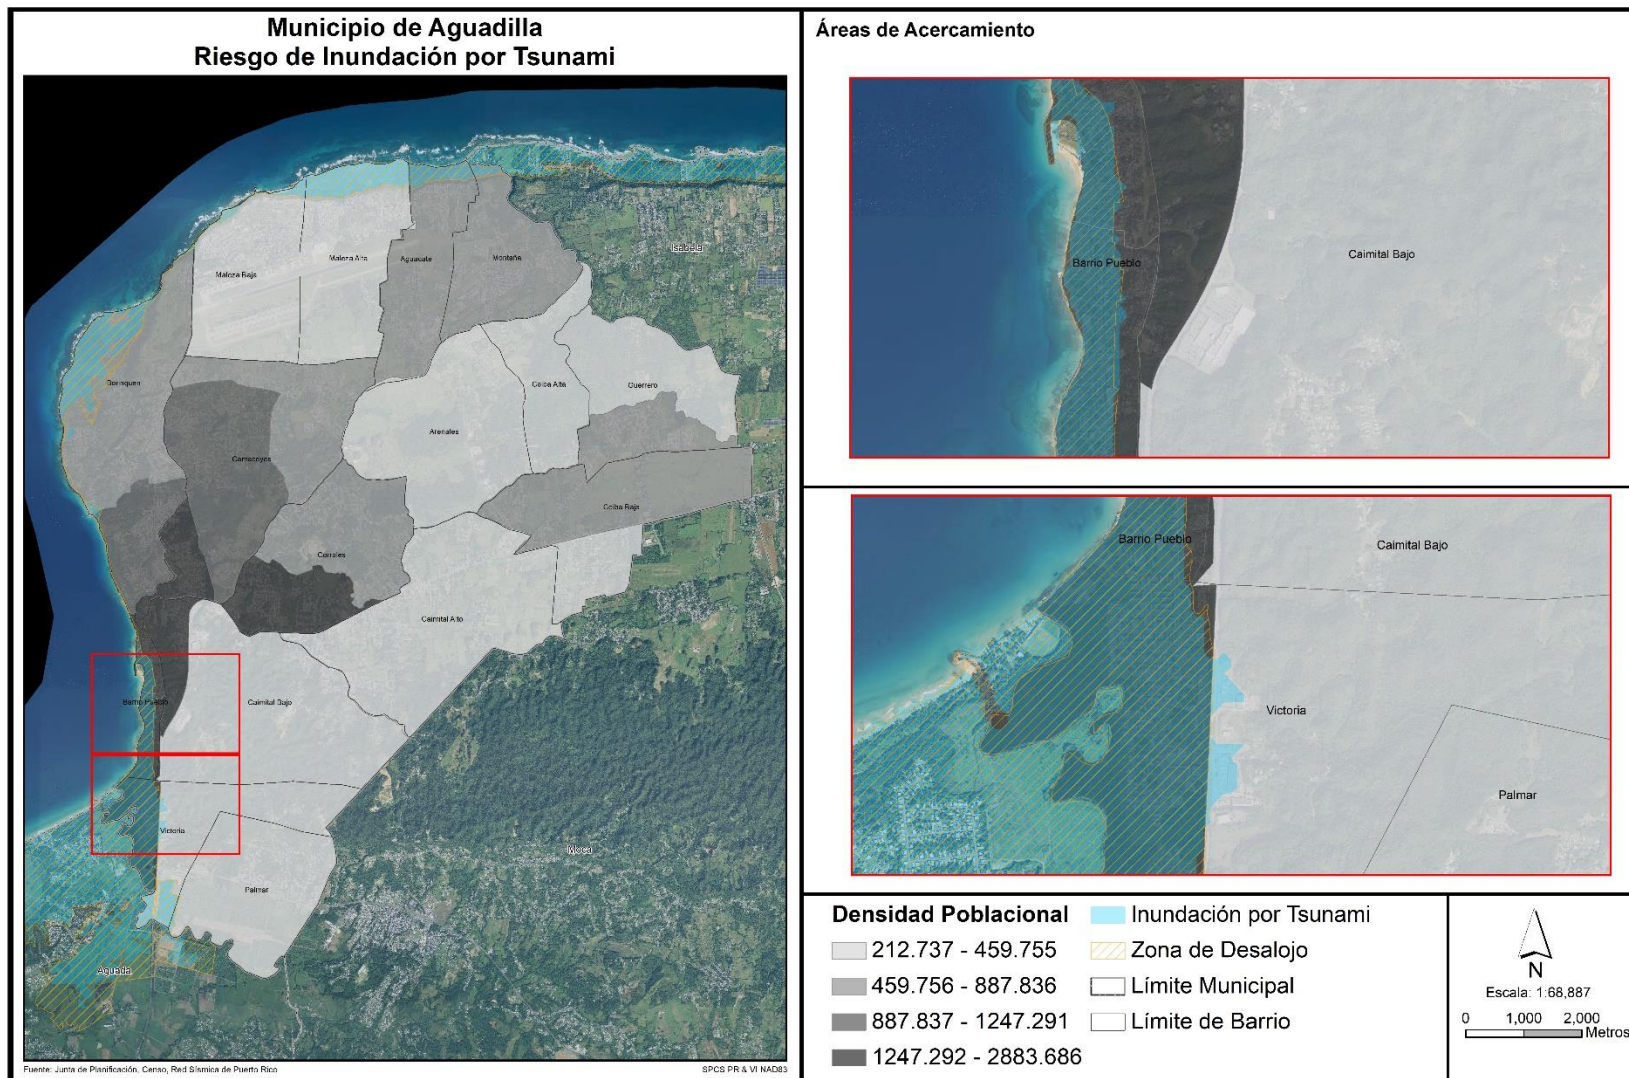 Municipio de Aguadilla
Riesgo de Inundación por Tsunami
Isabela
Maleza Baja
Maleza Alta
Aguacate
Montaña
Borinquen
Ceiba Alta
Guerrero
Arenales
Camaceyes
Ceiba Baja
Corrales
Caimital Alto
Barrio Pueblo
Caimital Bajo
Victoria
Moca
Palmar
Aguada
Fuente: Junta de Planificación, Censo, Red Sísmica de Puerto Rico
SPCS PR & VI NAD83
Áreas de Acercamiento
Barrio Pueblo
Caimital Bajo
Barrio Pueblo
Caimital Bajo
Victoria
Palmar
Densidad Poblacional
212.737 - 459.755
459.756 - 887.836
887.837 - 1247.291
1247.292 - 2883.686
Inundación por Tsunami
Zona de Desalojo
Límite Municipal
Límite de Barrio
N
Escala: 1:68,887
0 1,000 2,000
Metros